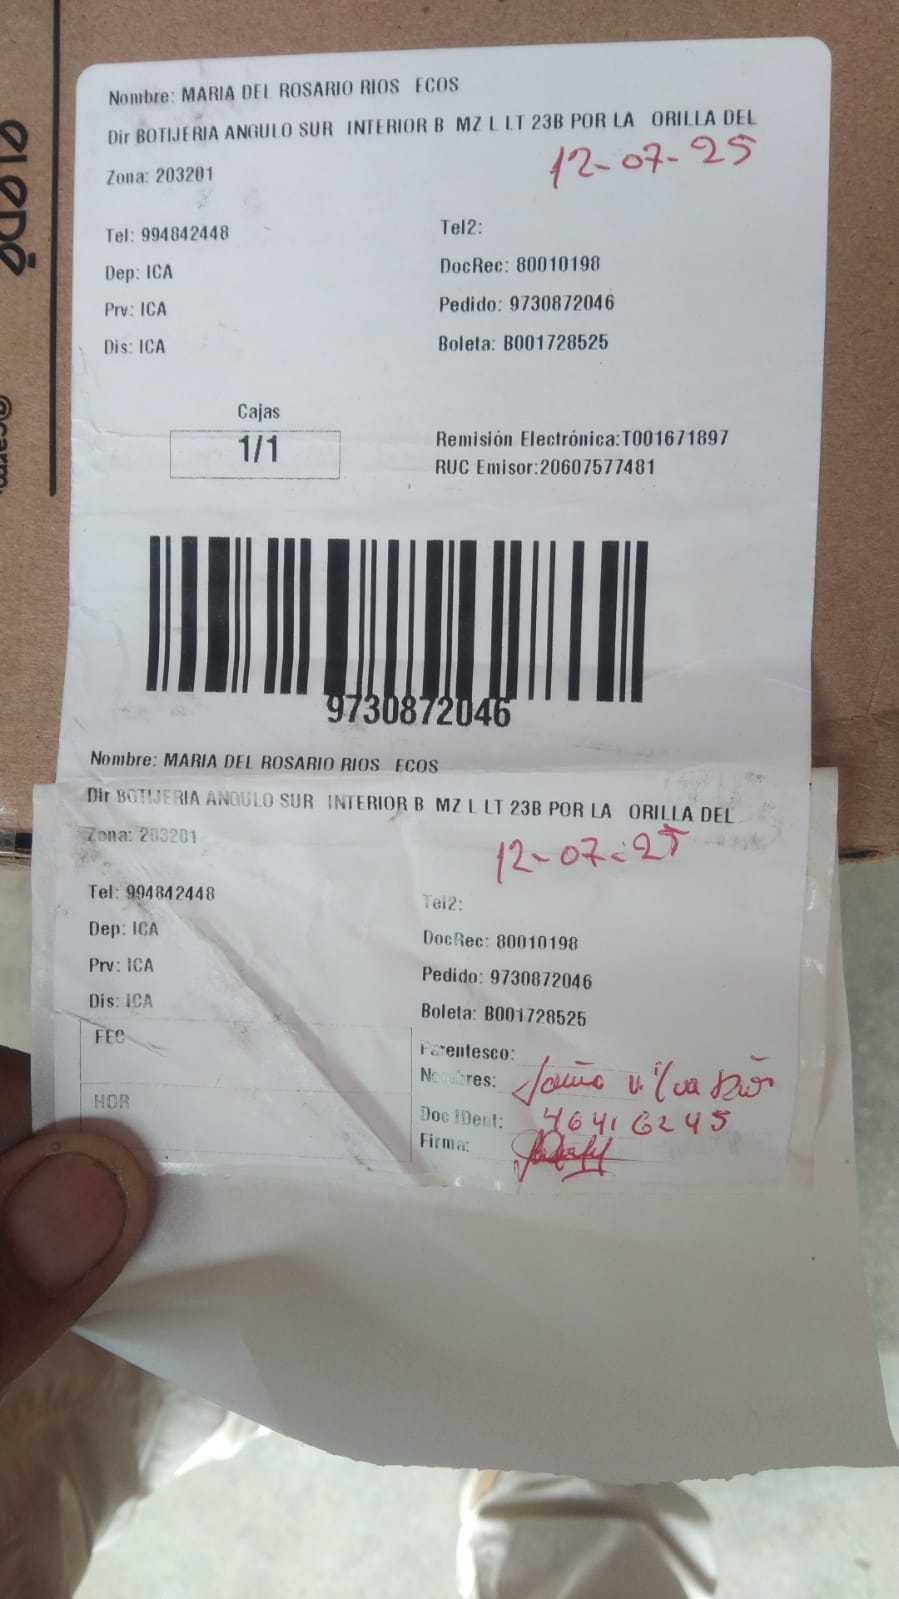 Nombre: MARIA DEL ROSARIO RIOS ECOS
Dir BOTIJERIA ANGULO SUR INTERIOR B MZ L LT 23B POR LA ORILLA DEL
12-07-25
Zona: 203201
Tel: 994842448
Tel2:
Dep: ICA
DocRec: 80010198
Prv: ICA
Pedido: 9730872046
Dis: ICA
Boleta: B001728525
Cajas
1/1
Remisión Electrónica:T001671897
RUC Emisor:20607577481
9730872046
Nombre: MARIA DEL ROSARIO RIOS ECOS
Dir BOTIJERIA ANGULO SUR INTERIOR B MZ L LT 23B POR LA ORILLA DEL
Zona: 203201
12-07-25
Tel: 994842448
Tel2:
Dep: ICA
DocRec: 80010198
Prv: ICA
Pedido: 9730872046
Dis: ICA
Boleta: B001728525
FEC
Parentesco:
Nombres:
HOR
Doc IDent: 46416245
Firma: